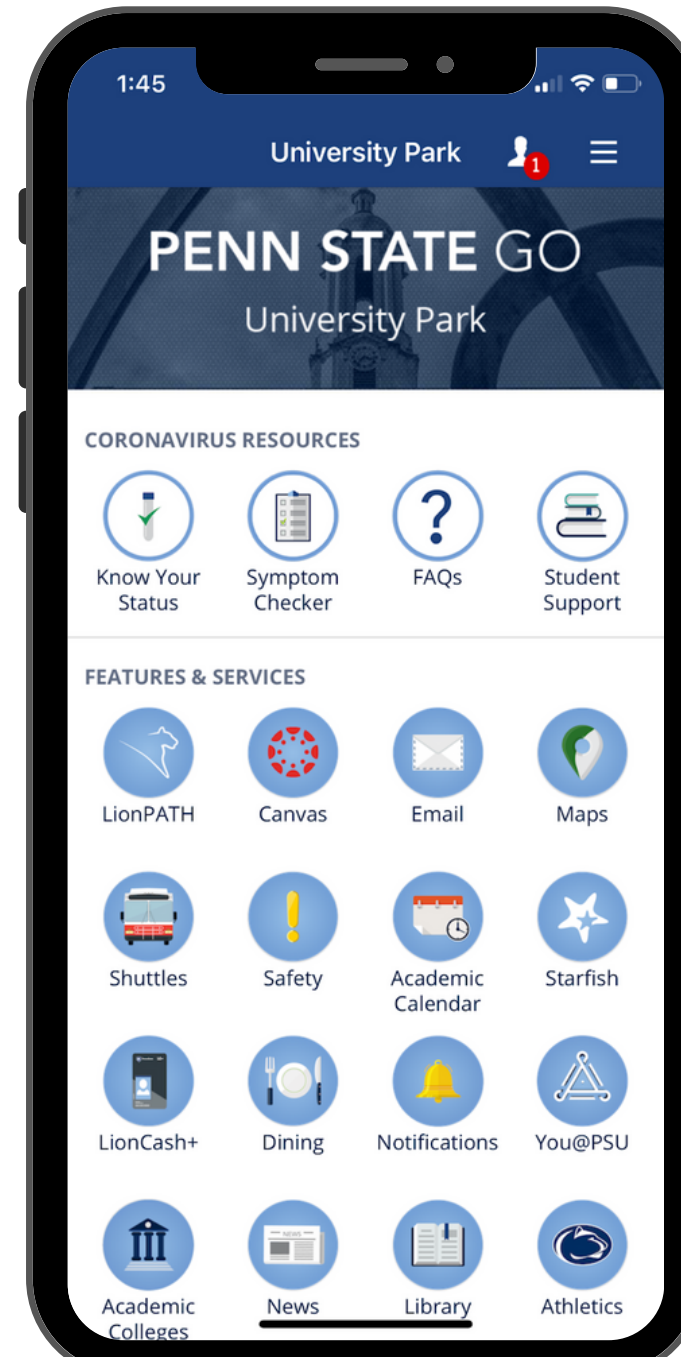 1:45
University Park
1
PENN STATE GO
University Park
CORONAVIRUS RESOURCES
Know Your
Status
Symptom
Checker
FAQs
Student
Support
FEATURES & SERVICES
LionPATH
Canvas
Email
Maps
Shuttles
Safety
Academic
Calendar
Starfish
LionCash+
Dining
Notifications
You@PSU
NEWS
Academic
Colleges
News
Library
Athletics